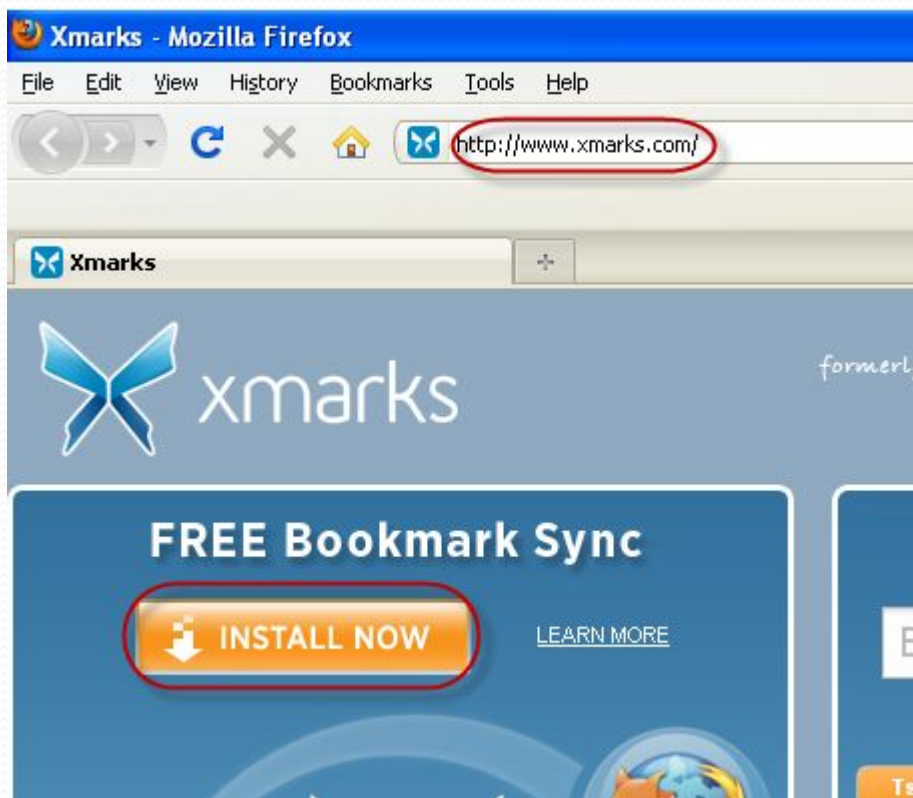 Xmarks - Mozilla Firefox
File Edit View History Bookmarks Tools Help
http://www.xmarks.com/
Xmarks
xmarks
FREE Bookmark Sync
INSTALL NOW
LEARN MORE